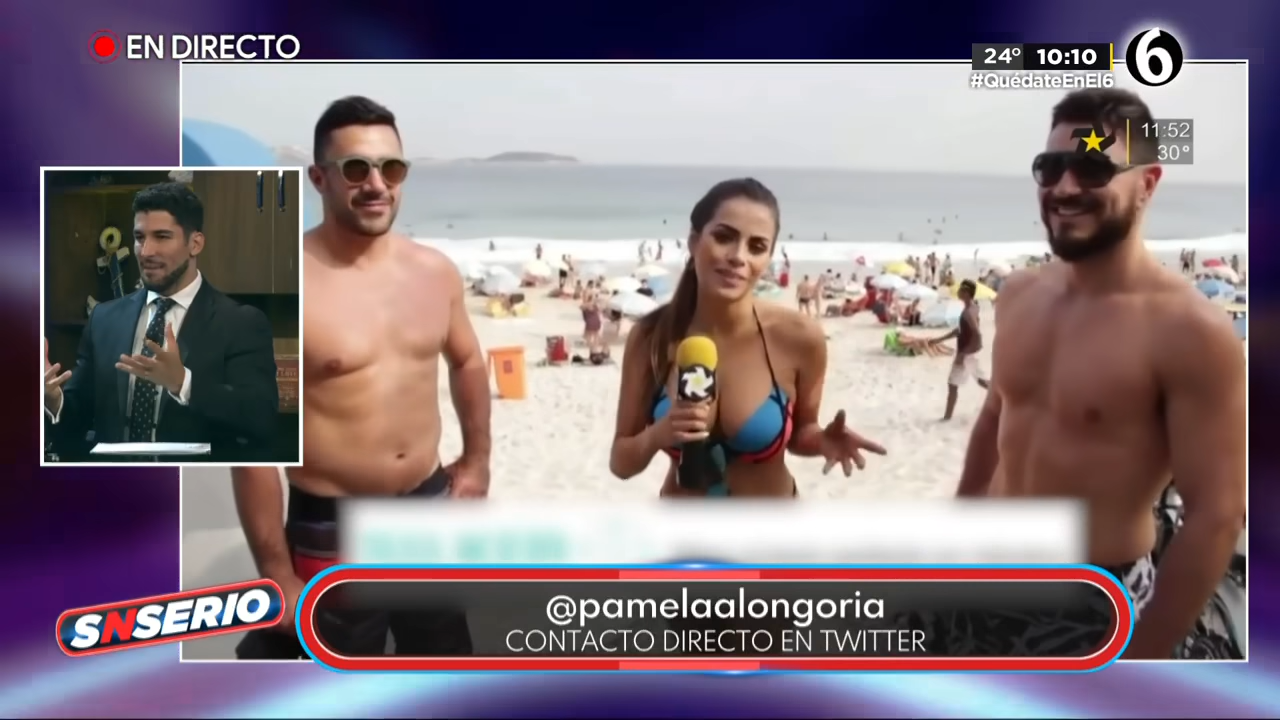 EN DIRECTO
24° 10:10
6
#QuédateEnEl6
11:52
30°
SNSERIO
@pamelaalongoria
CONTACTO DIRECTO EN TWITTER